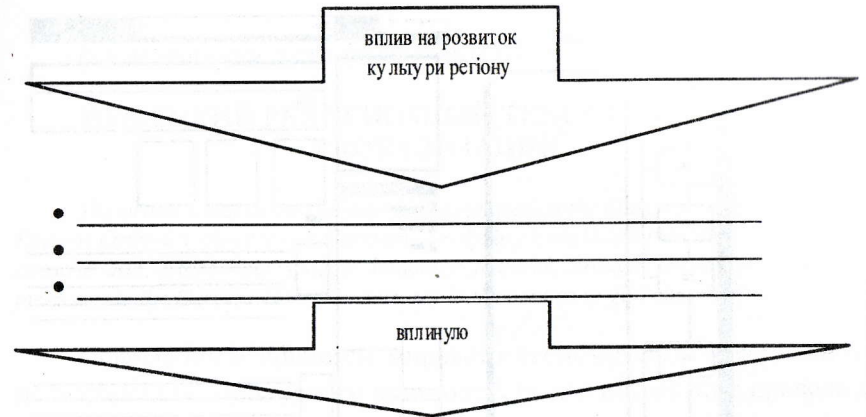 вплив на розвиток
культури регіону
•
•
•
вплинуло